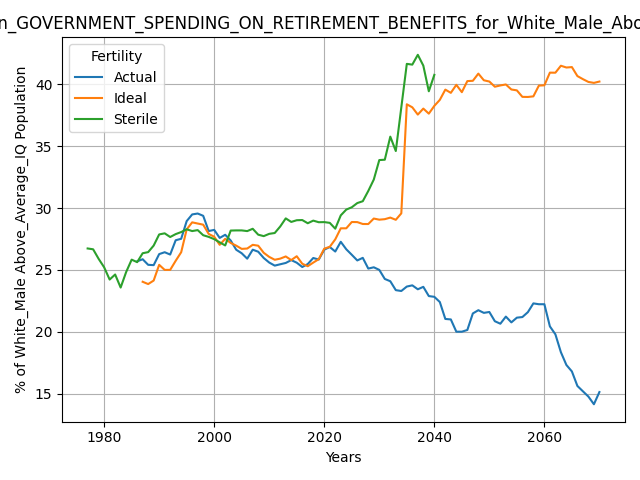 n_GOVERNMENT_SPENDING_ON_RETIREMENT_BENEFITS_for_White_Male_Abo
Fertility
Actual
Ideal
Sterile
% of White_Male Above_Average_IQ Population
40
35
30
25
20
15
1980
2000
2020
2040
2060
Years